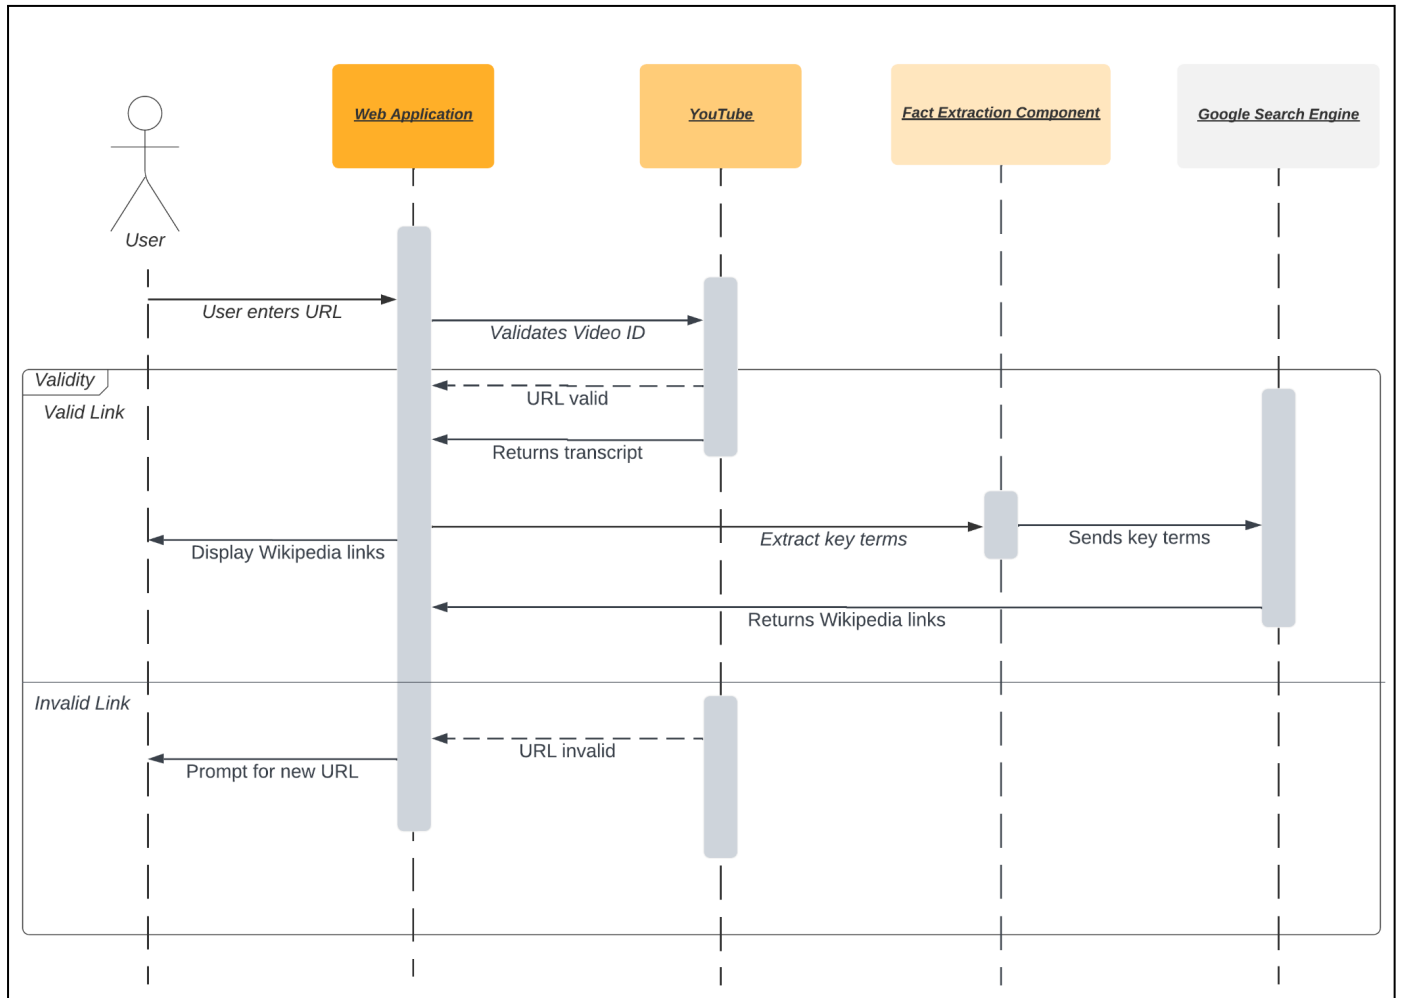 Web Application
YouTube
Fact Extraction Component
Google Search Engine
User
User enters URL
Validates Video ID
Validity
Valid Link
URL valid
Returns transcript
Extract key terms
Sends key terms
Display Wikipedia links
Returns Wikipedia links
Invalid Link
URL invalid
Prompt for new URL